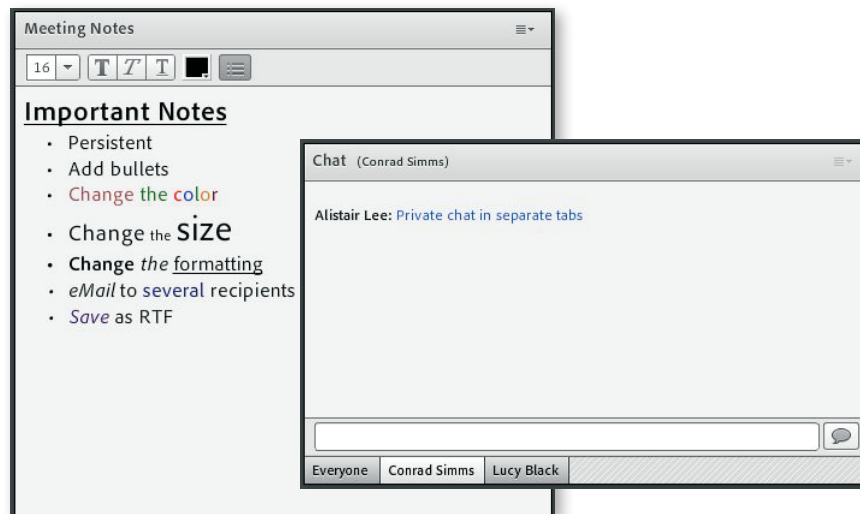 Meeting Notes
16 T T T
Important Notes
• Persistent
• Add bullets
• Change the color
• Change the size
• Change the formatting
• eMail to several recipients
• Save as RTF
Chat (Conrad Simms)
Alistair Lee: Private chat in separate tabs
Everyone Conrad Simms Lucy Black